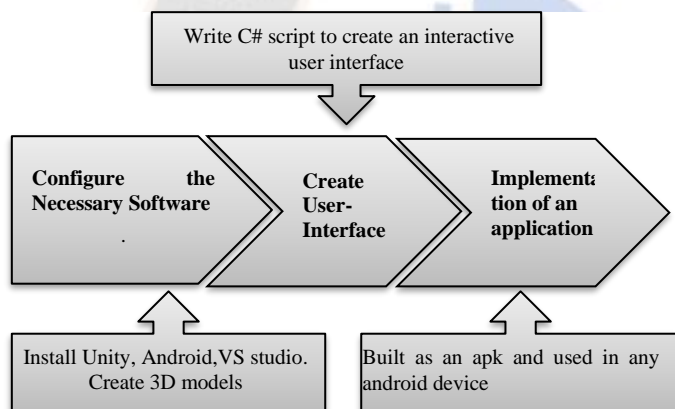 Write C# script to create an interactive
user interface
Configure the
Necessary Software
.
Create
User-
Interface
Implementa
tion of an
application
Install Unity, Android,VS studio.
Create 3D models
Built as an apk and used in any
android device